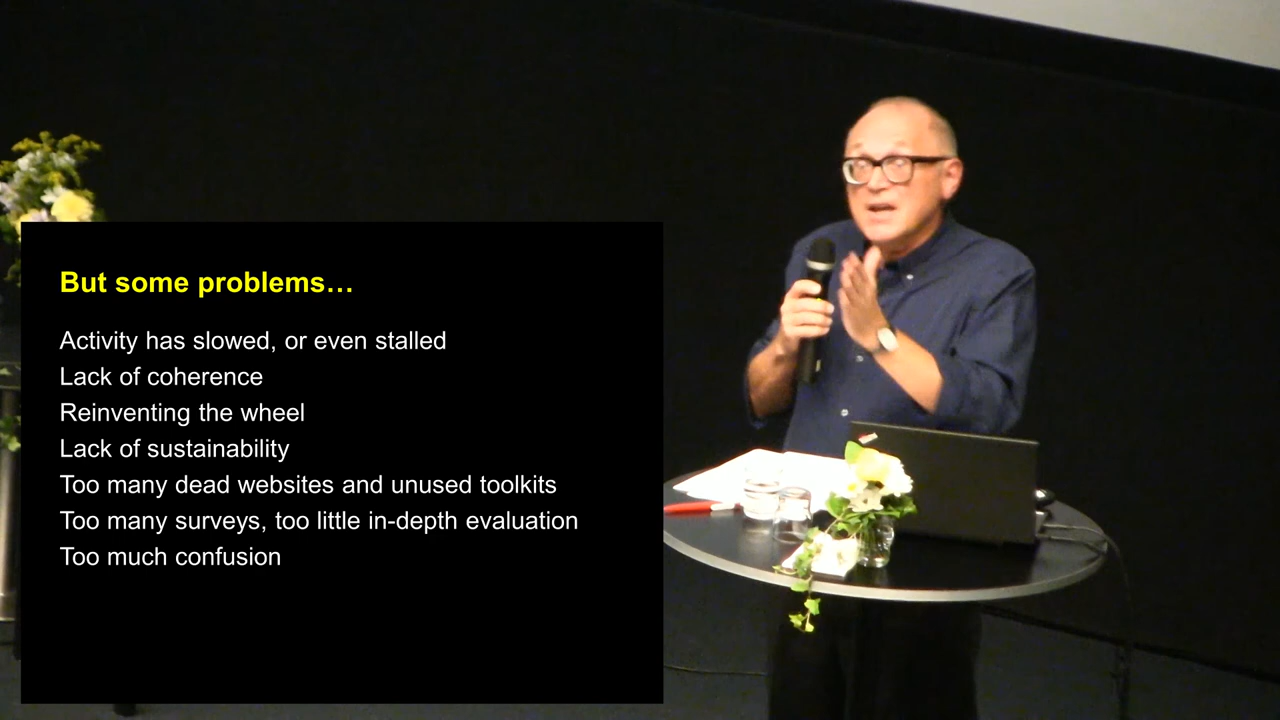 But some problems…
Activity has slowed, or even stalled
Lack of coherence
Reinventing the wheel
Lack of sustainability
Too many dead websites and unused toolkits
Too many surveys, too little in-depth evaluation
Too much confusion